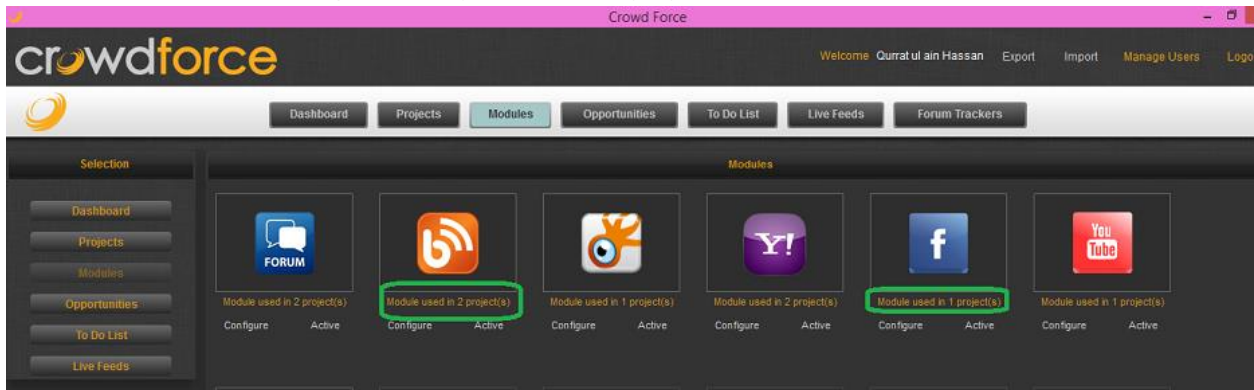 Crowd Force
crowdforce
Welcome Qurrat ul ain Hassan Export Import Manage Users Logo
Dashboard Projects Modules Opportunities To Do List Live Feeds Forum Trackers
Selection
Modules
Dashboard
Projects
Modules
Opportunities
To Do List
Live Feeds
FORUM
b
Y!
f
You
Tube
Module used in 2 project(s) Module used in 2 project(s) Module used in 1 project(s) Module used in 2 project(s) Module used in 1 project(s) Module used in 1 project(s)
Configure Active Configure Active Configure Active Configure Active Configure Active Configure Active